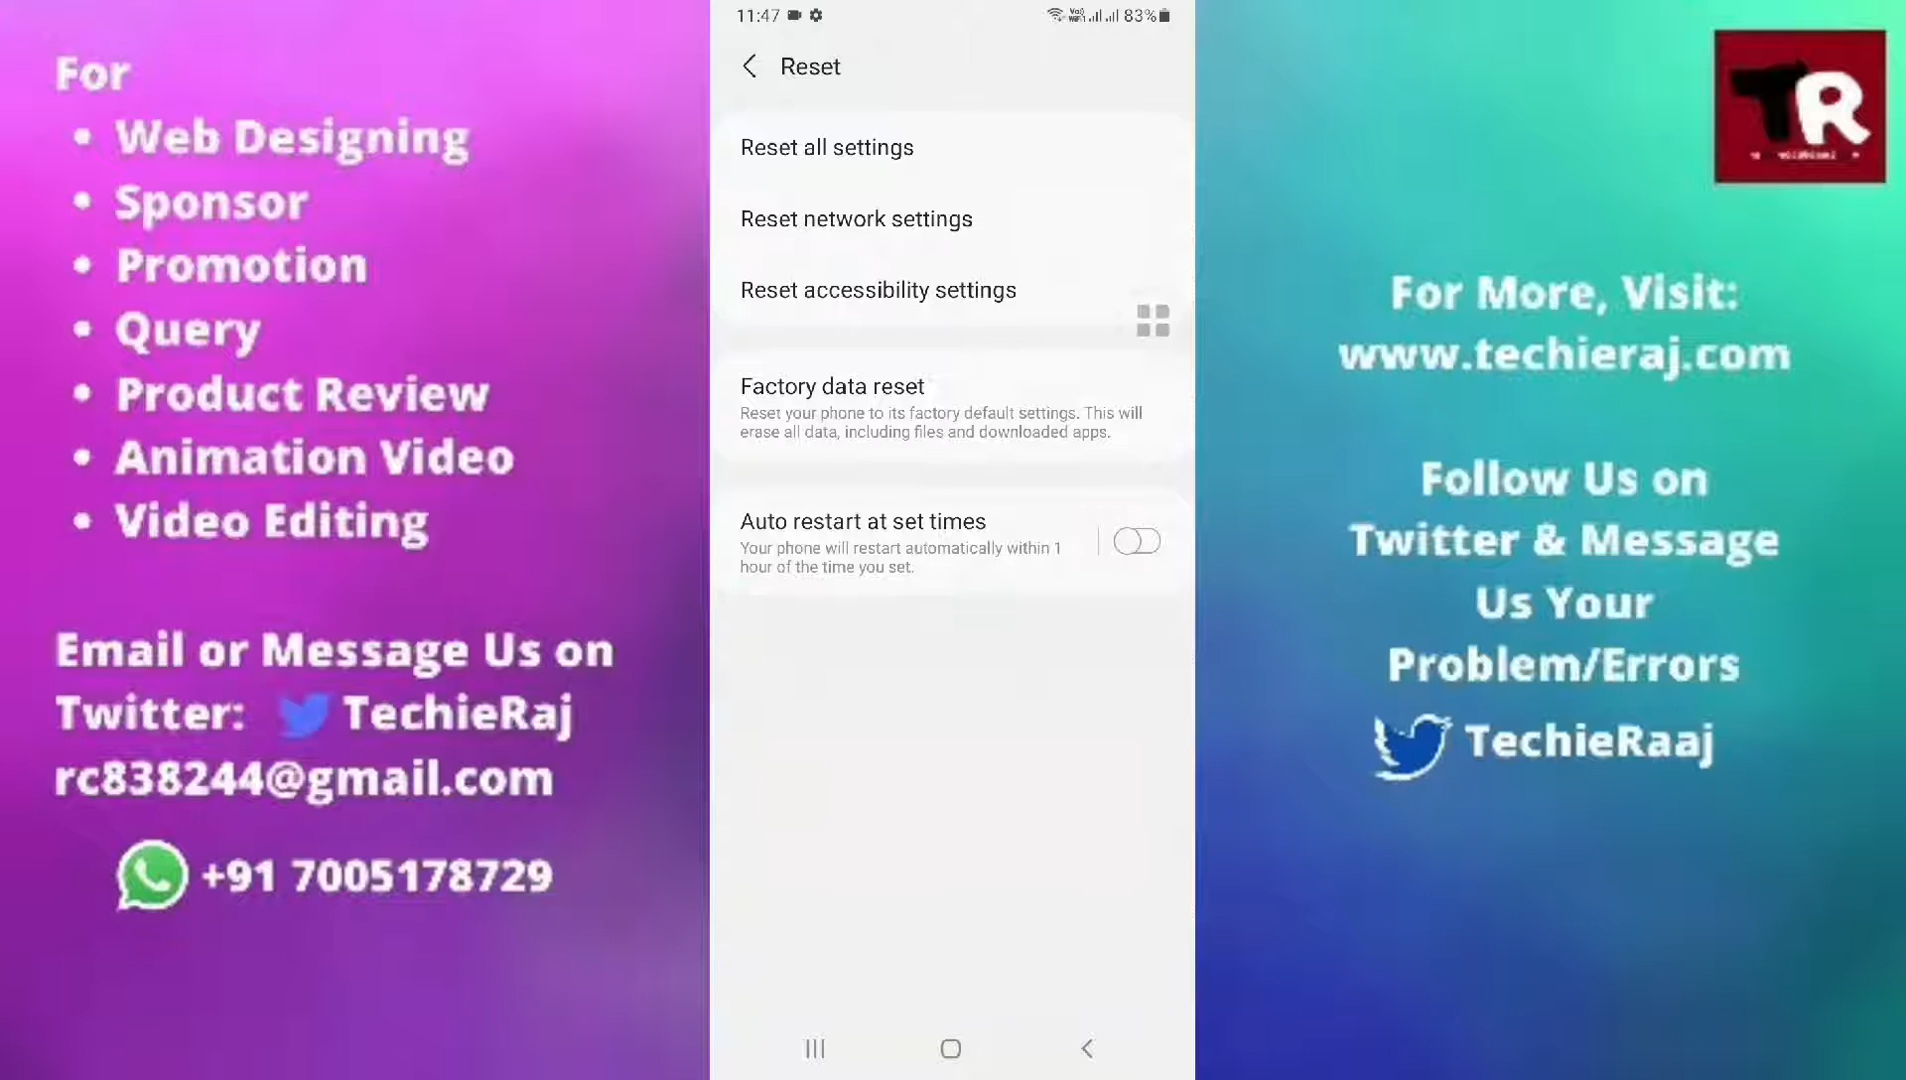 For
• Web Designing
• Sponsor
• Promotion
• Query
• Product Review
• Animation Video
• Video Editing
Email or Message Us on
Twitter: TechieRaj
rc838244@gmail.com
+91 7005178729
11:47
83%
Reset
Reset all settings
Reset network settings
Reset accessibility settings
Factory data reset
Reset your phone to its factory default settings. This will
erase all data, including files and downloaded apps.
Auto restart at set times
Your phone will restart automatically within 1
hour of the time you set.
TR
For More, Visit:
www.techieraj.com
Follow Us on
Twitter & Message
Us Your
Problem/Errors
TechieRaaj